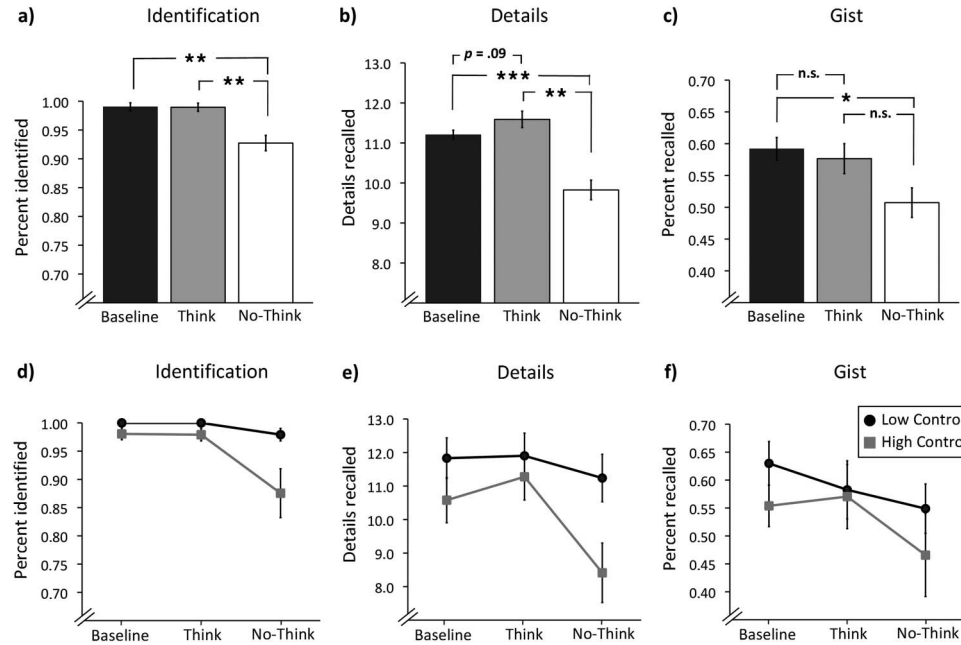 a) Identification
Percent identified
1.00
0.95
0.90
0.85
0.80
0.75
0.70
**
**
Baseline Think No-Think
b) Details
Details recalled
13.0
12.0
11.0
10.0
9.0
8.0
p = .09
***
**
Baseline Think No-Think
c) Gist
Percent recalled
0.70
0.60
0.50
0.40
n.s.
*
n.s.
Baseline Think No-Think
d) Identification
Percent identified
1.00
0.95
0.90
0.85
0.80
0.75
0.70
Baseline Think No-Think
e) Details
Details recalled
13.0
12.0
11.0
10.0
9.0
8.0
Baseline Think No-Think
f) Gist
Percent recalled
0.70
0.65
0.60
0.55
0.50
0.45
0.40
Low Control
High Control
Baseline Think No-Think